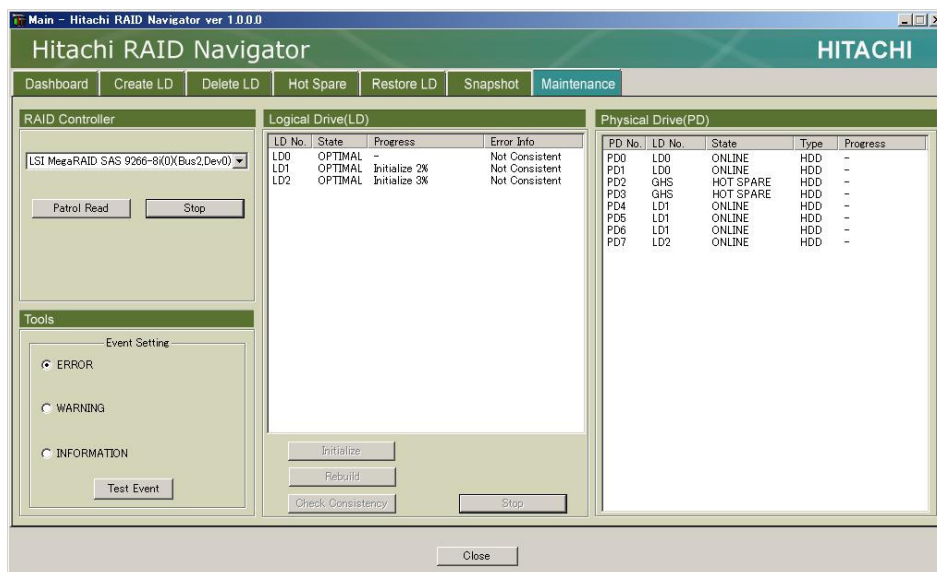 Main - Hitachi RAID Navigator ver 1.0.0.0
Hitachi RAID Navigator
HITACHI
Dashboard Create LD Delete LD Hot Spare Restore LD Snapshot Maintenance
RAID Controller
LSI MegaRAID SAS 9266-8i(0)(Bus2,Dev0)
Patrol Read Stop
Tools
Event Setting
ERROR
WARNING
INFORMATION
Test Event
Logical Drive(LD)
LD No. State Progress Error Info
LD0 OPTIMAL - Not Consistent
LD1 OPTIMAL Initialize 2% Not Consistent
LD2 OPTIMAL Initialize 3% Not Consistent
Initialize
Rebuild
Check Consistency Stop
Physical Drive(PD)
PD No. LD No. State Type Progress
PD0 LD0 ONLINE HDD -
PD1 LD0 ONLINE HDD -
PD2 GHS HOT SPARE HDD -
PD3 GHS HOT SPARE HDD -
PD4 LD1 ONLINE HDD -
PD5 LD1 ONLINE HDD -
PD6 LD1 ONLINE HDD -
PD7 LD2 ONLINE HDD -
Close